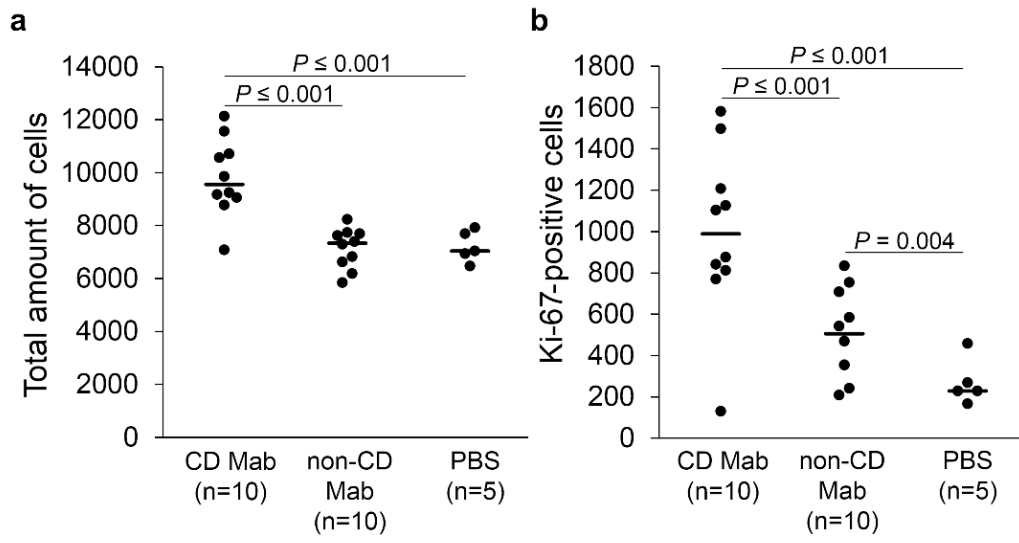 a
Total amount of cells
14000
12000
10000
8000
6000
4000
2000
0
P ≤ 0.001
P ≤ 0.001
CD Mab
(n=10)
non-CD
Mab
(n=10)
PBS
(n=5)
b
Ki-67-positive cells
1800
1600
1400
1200
1000
800
600
400
200
0
P ≤ 0.001
P ≤ 0.001
P = 0.004
CD Mab
(n=10)
non-CD
Mab
(n=10)
PBS
(n=5)